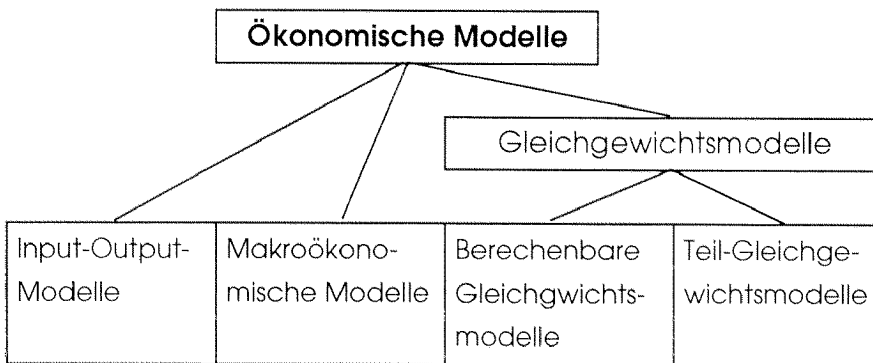 Ökonomische Modelle
Gleichgewichtsmodelle
Input-Output-
Modelle
Makroökono-
mische Modelle
Berechenbare
Gleichgwichts-
modelle
Teil-Gleichge-
wichtsmodelle